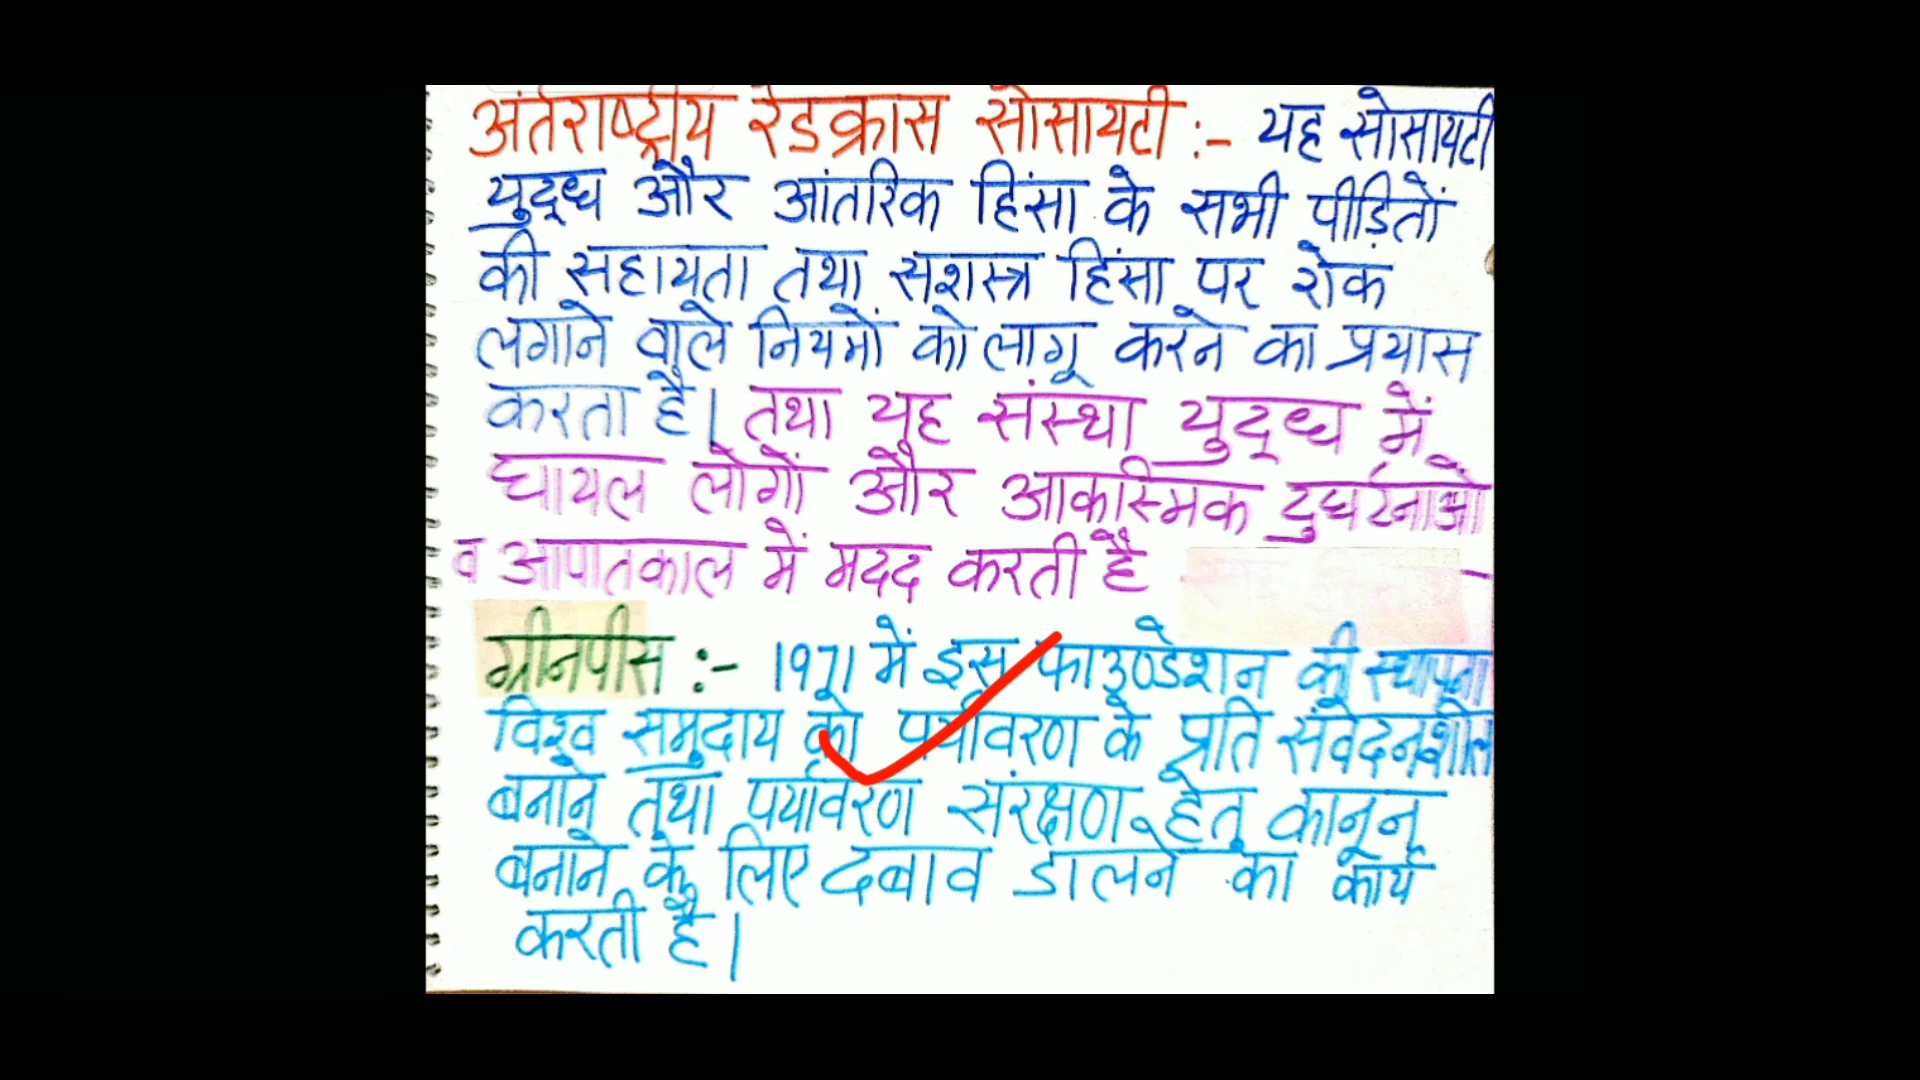 अंतर्राष्ट्रीय रेडक्रास सोसायटी :- यह सोसायटी
युद्ध और आंतरिक हिंसा के सभी पीड़ितों
की सहायता तथा सशस्त्र हिंसा पर रोक
लगाने वाले नियमों को लागू करने का प्रयास
करता है। तथा यह संस्था युद्ध में
घायल लोगों और आकस्मिक दुर्घटनाओं
व आपातकाल में मदद करती है
ग्रीनपीस :- 1971 में इस फाउण्डेशन की स्थापना
विश्व समुदाय को पर्यावरण के प्रति संवेदनशील
बनाने तथा पर्यावरण संरक्षण हेतु कानून
बनाने के लिए दबाव डालने का कार्य
करती है।